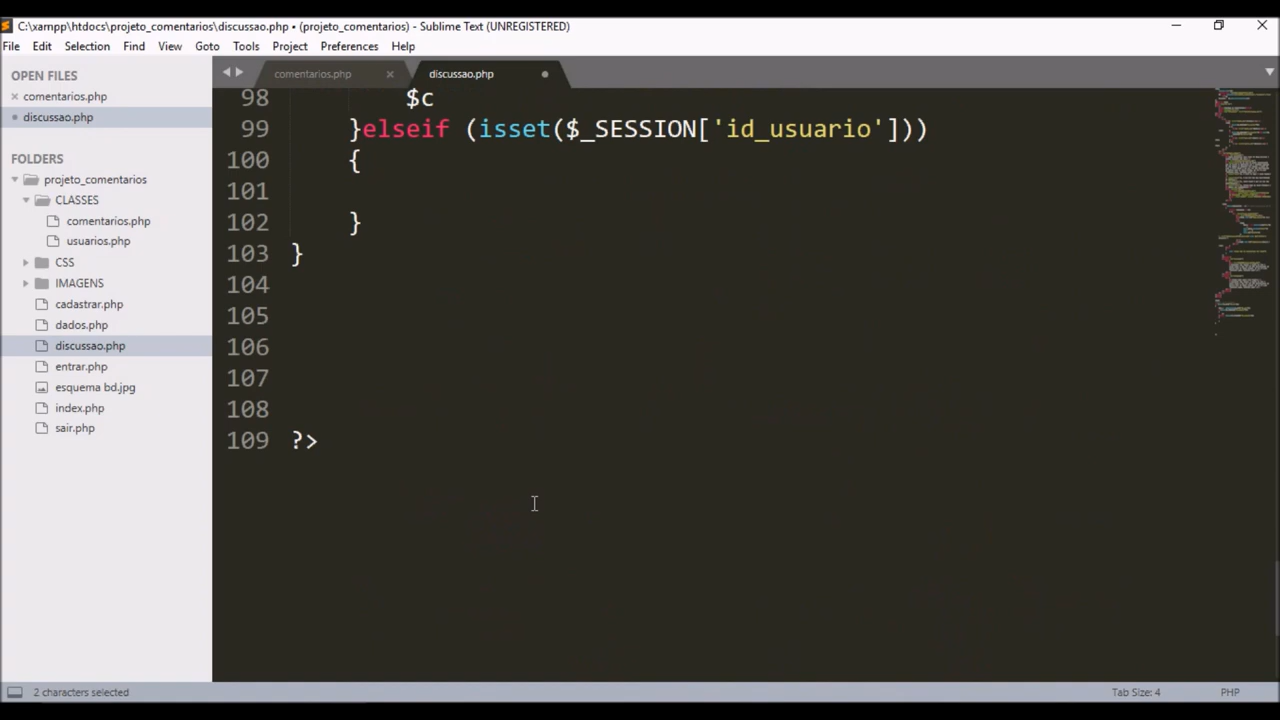 C:\xampp\htdocs\projeto_comentarios\discussao.php • (projeto_comentarios) - Sublime Text (UNREGISTERED)
File Edit Selection Find View Goto Tools Project Preferences Help
OPEN FILES
comentarios.php
discussao.php
FOLDERS
projeto_comentarios
CLASSES
comentarios.php
usuarios.php
CSS
IMAGENS
cadastrar.php
dados.php
discussao.php
entrar.php
esquema bd.jpg
index.php
sair.php
comentarios.php discussao.php
98 $c
99 }elseif (isset($_SESSION['id_usuario']))
100 {
101
102 }
103 }
104
105
106
107
108
109 ?>
2 characters selected Tab Size: 4 PHP